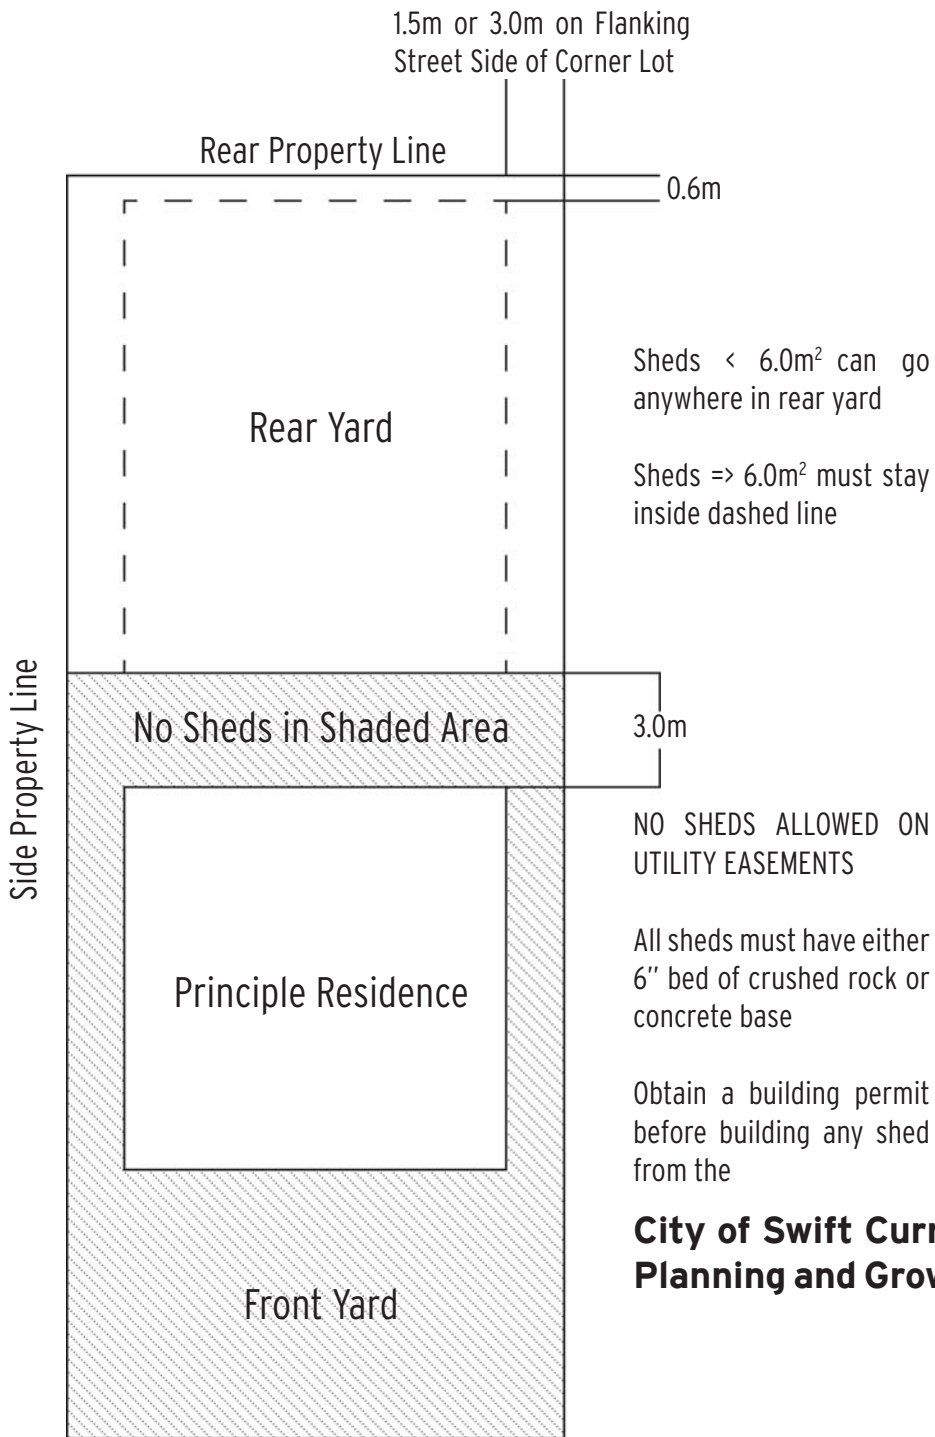 1.5m or 3.0m on Flanking
Street Side of Corner Lot
Rear Property Line
0.6m
Sheds < 6.0m² can go
anywhere in rear yard
Rear Yard
Sheds => 6.0m² must stay
inside dashed line
Side Property Line
No Sheds in Shaded Area
3.0m
NO SHEDS ALLOWED ON
UTILITY EASEMENTS
All sheds must have either
6" bed of crushed rock or
concrete base
Principle Residence
Obtain a building permit
before building any shed
from the
City of Swift
Planning and
Front Yard